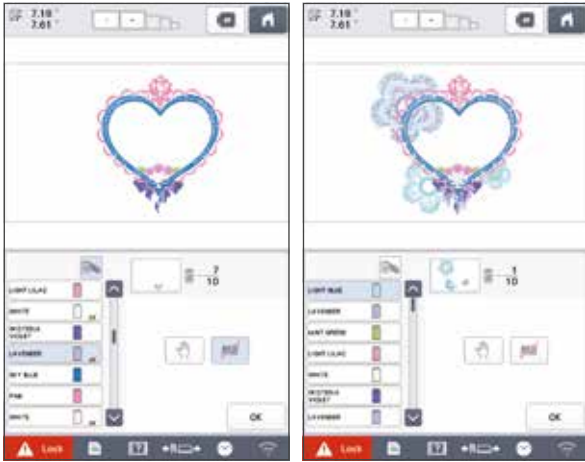 7.18"
7.61"
7
10
LIGHT LILAC
WHITE
WISTERIA
VIOLET
LAVENDER
SKY BLUE
PINK
WHITE
OK
Lock
7.18"
7.61"
1
10
LIGHT BLUE
LAVENDER
MINT GREEN
LIGHT LILAC
WHITE
WISTERIA
VIOLET
LAVENDER
OK
Lock